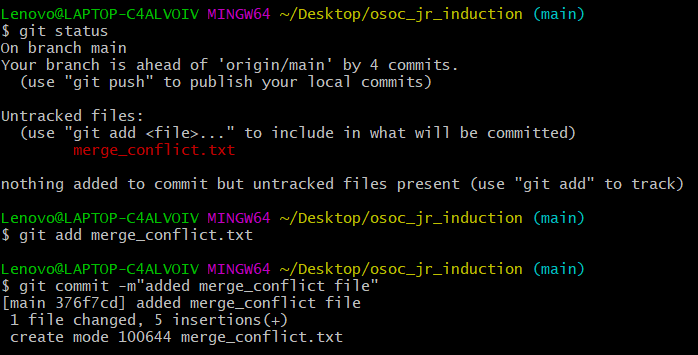 Lenovo@LAPTOP-C4ALVOIV MINGW64 ~/Desktop/osoc_jr_induction (main)
$ git status
On branch main
Your branch is ahead of 'origin/main' by 4 commits.
  (use "git push" to publish your local commits)

Untracked files:
  (use "git add <file>..." to include in what will be committed)
        merge_conflict.txt

nothing added to commit but untracked files present (use "git add" to track)

Lenovo@LAPTOP-C4ALVOIV MINGW64 ~/Desktop/osoc_jr_induction (main)
$ git add merge_conflict.txt

Lenovo@LAPTOP-C4ALVOIV MINGW64 ~/Desktop/osoc_jr_induction (main)
$ git commit -m"added merge_conflict file"
[main 376f7cd] added merge_conflict file
 1 file changed, 5 insertions(+)
 create mode 100644 merge_conflict.txt